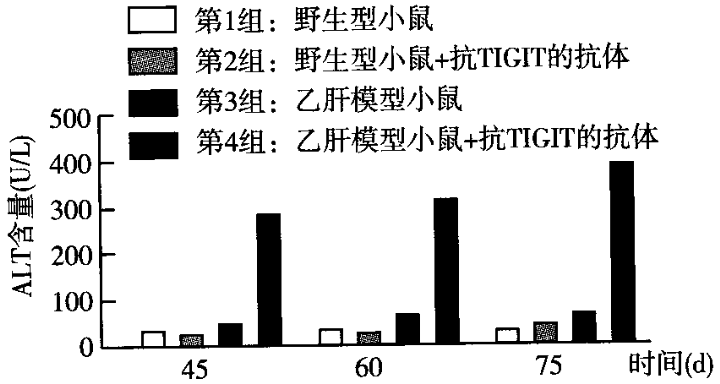 第1组：野生型小鼠
第2组：野生型小鼠+抗TIGIT的抗体
第3组：乙肝模型小鼠
第4组：乙肝模型小鼠+抗TIGIT的抗体
ALT含量(U/L)
500
400
300
200
100
0
45 60 75 时间(d)